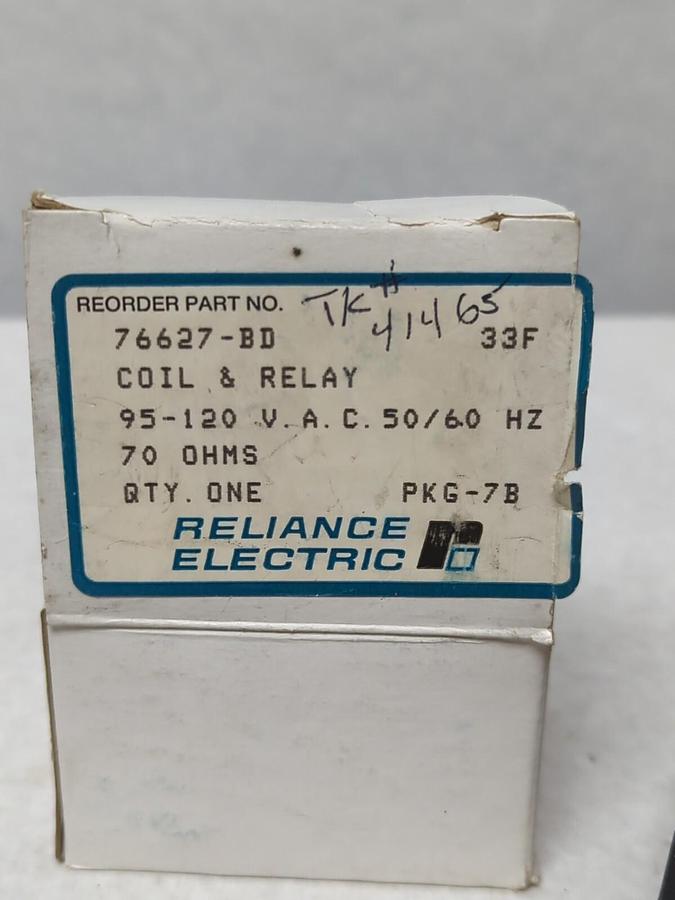 REORDER PART NO. TK# 41465
76627-BD 33F
COIL & RELAY
95-120 V.A.C. 50/60 HZ
70 OHMS
QTY. ONE PKG-7B
RELIANCE
ELECTRIC